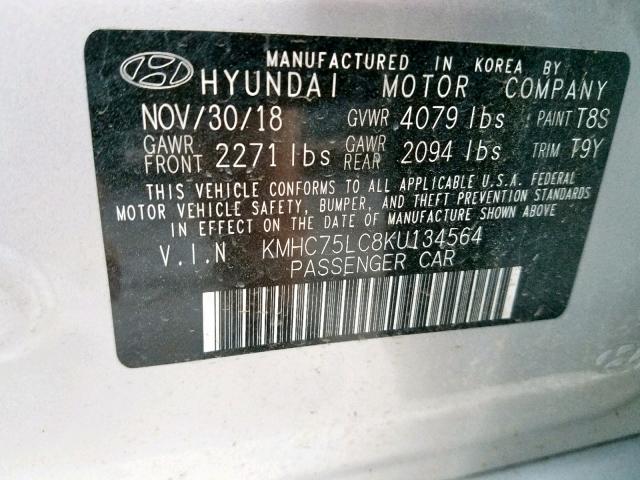 MANUFACTURED IN KOREA BY
HYUNDAI MOTOR COMPANY
NOV/30/18 GVWR 4079 lbs PAINT T8S
GAWR FRONT 2271 lbs GAWR REAR 2094 lbs TRIM T9Y
THIS VEHICLE CONFORMS TO ALL APPLICABLE U.S.A. FEDERAL
MOTOR VEHICLE SAFETY, BUMPER, AND THEFT PREVENTION STANDARDS
IN EFFECT ON THE DATE OF MANUFACTURE SHOWN ABOVE
V.I.N KMHC75LC8KU134564
PASSENGER CAR